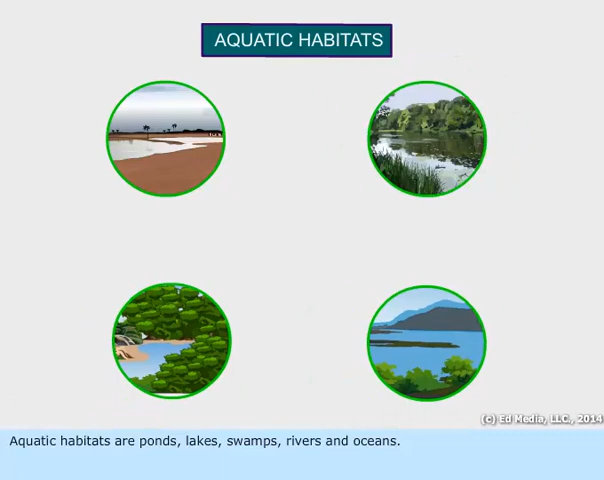 AQUATIC HABITATS
(c) Ed Media, LLC., 2014
Aquatic habitats are ponds, lakes, swamps, rivers and oceans.